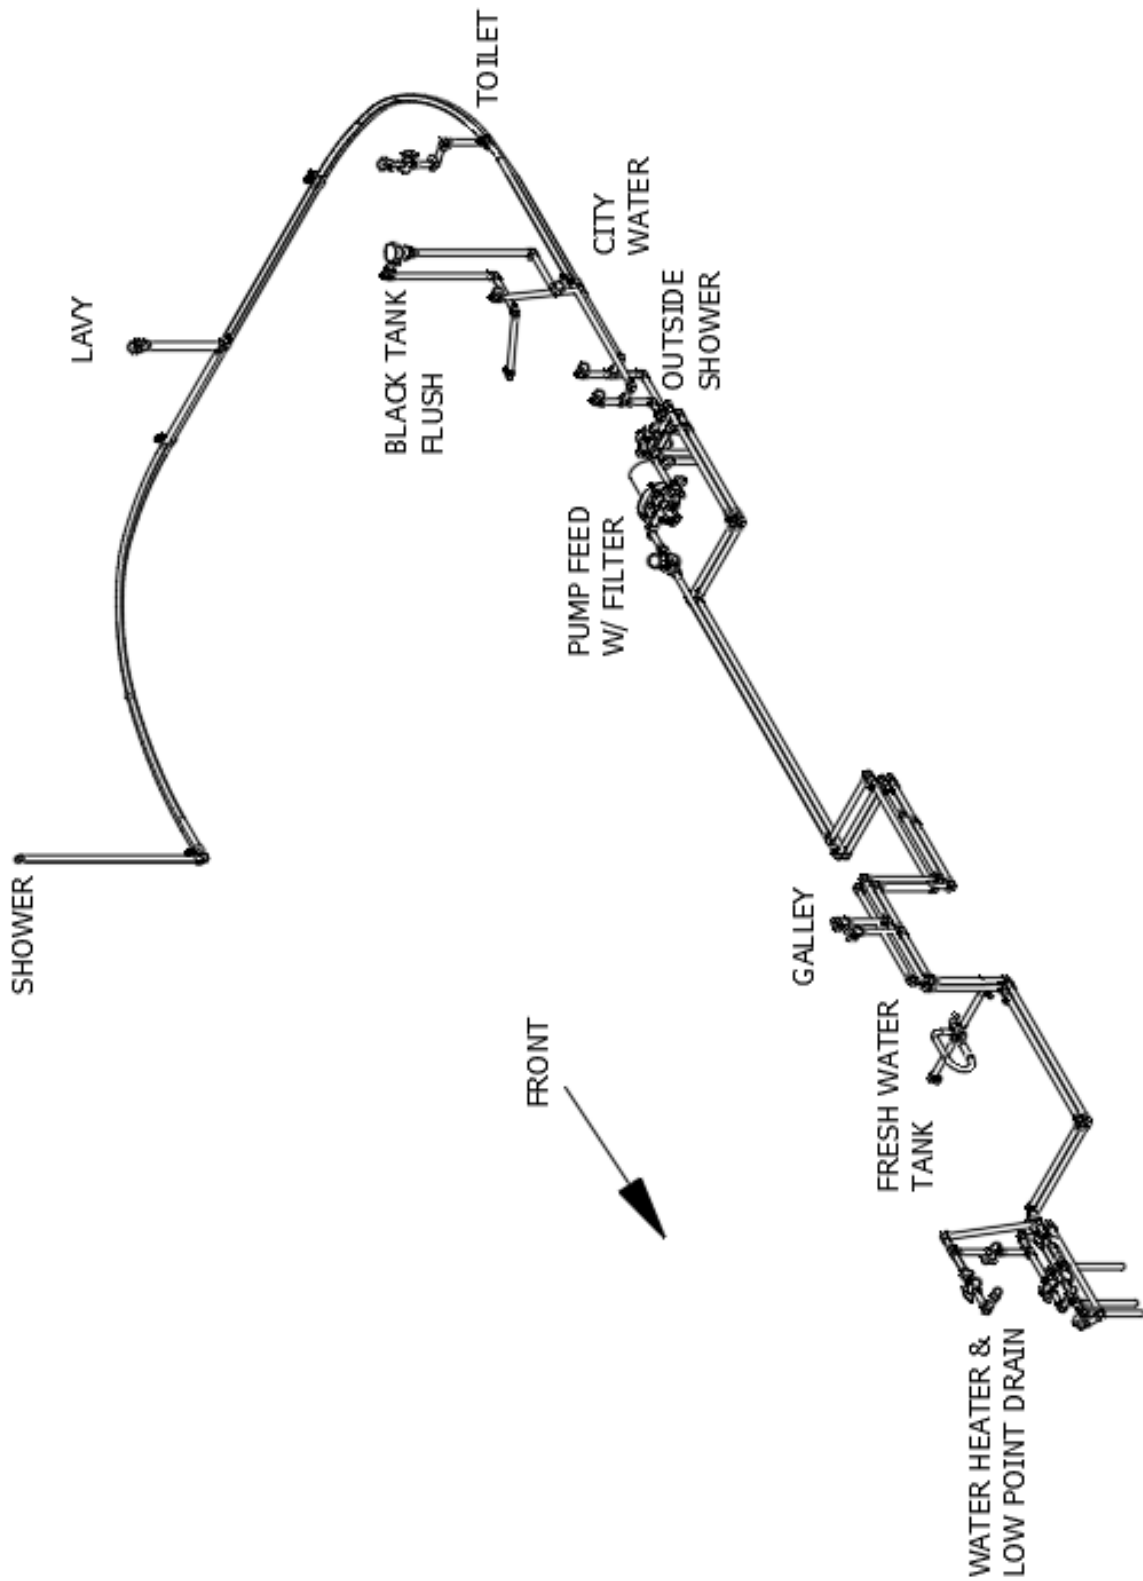 SHOWER
LAVY
TOILET
BLACK TANK
FLUSH
CITY
WATER
OUTSIDE
SHOWER
PUMP FEED
W/ FILTER
GALLEY
FRONT
FRESH WATER
TANK
WATER HEATER &
LOW POINT DRAIN